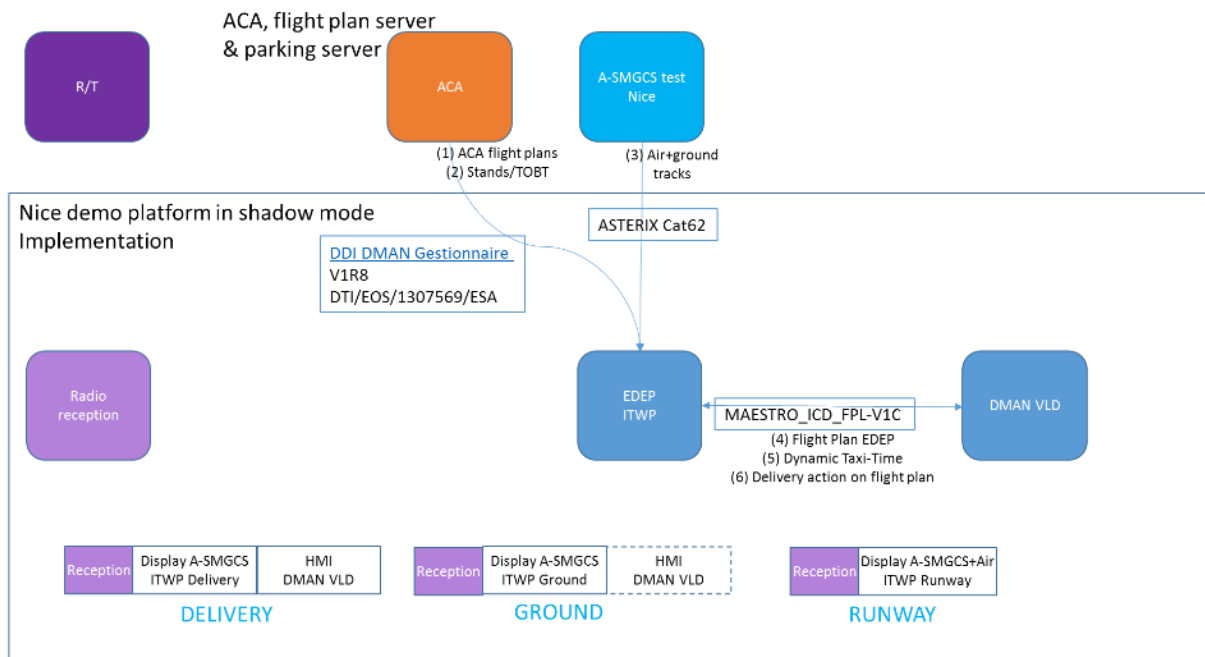 ACA, flight plan server
& parking server
R/T
ACA
A-SMGCS test
Nice
(1) ACA flight plans
(2) Stands/TOBT
(3) Air+ground
tracks
Nice demo platform in shadow mode
Implementation
ASTERIX Cat62
DDI DMAN Gestionnaire
V1R8
DTI/EOS/1307569/ESA
Radio
reception
EDEP
ITWP
MAESTRO_ICD_FPL-V1C
DMAN VLD
(4) Flight Plan EDEP
(5) Dynamic Taxi-Time
(6) Delivery action on flight plan
Reception
Display A-SMGCS
ITWP Delivery
HMI
DMAN VLD
DELIVERY
Reception
Display A-SMGCS
ITWP Ground
HMI
DMAN VLD
GROUND
Reception
Display A-SMGCS+Air
ITWP Runway
RUNWAY